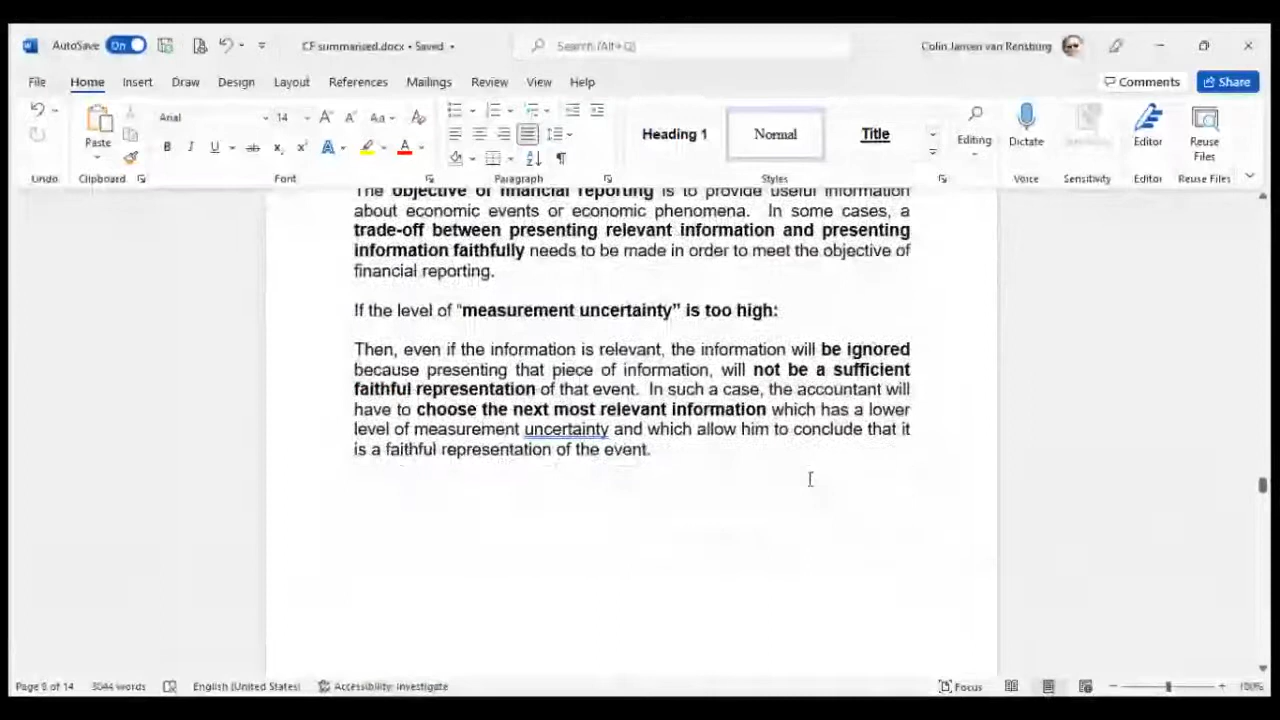 AutoSave On CF summarised.docx • Saved Search (Alt+Q) Colin Jansen van Rensburg
File Home Insert Draw Design Layout References Mailings Review View Help Comments Share
Arial 14 Aa
Paste B I U ab x x A A Heading 1 Normal Title Editing Dictate Editor Reuse Files
Undo Clipboard Font Paragraph Styles Voice Sensitivity Editor Reuse Files
The objective of financial reporting is to provide useful information
about economic events or economic phenomena. In some cases, a
trade-off between presenting relevant information and presenting
information faithfully needs to be made in order to meet the objective of
financial reporting.
If the level of "measurement uncertainty" is too high:
Then, even if the information is relevant, the information will be ignored
because presenting that piece of information, will not be a sufficient
faithful representation of that event. In such a case, the accountant will
have to choose the next most relevant information which has a lower
level of measurement uncertainty and which allow him to conclude that it
is a faithful representation of the event.
of 14 words English (United States) Accessibility: Investigate Focus